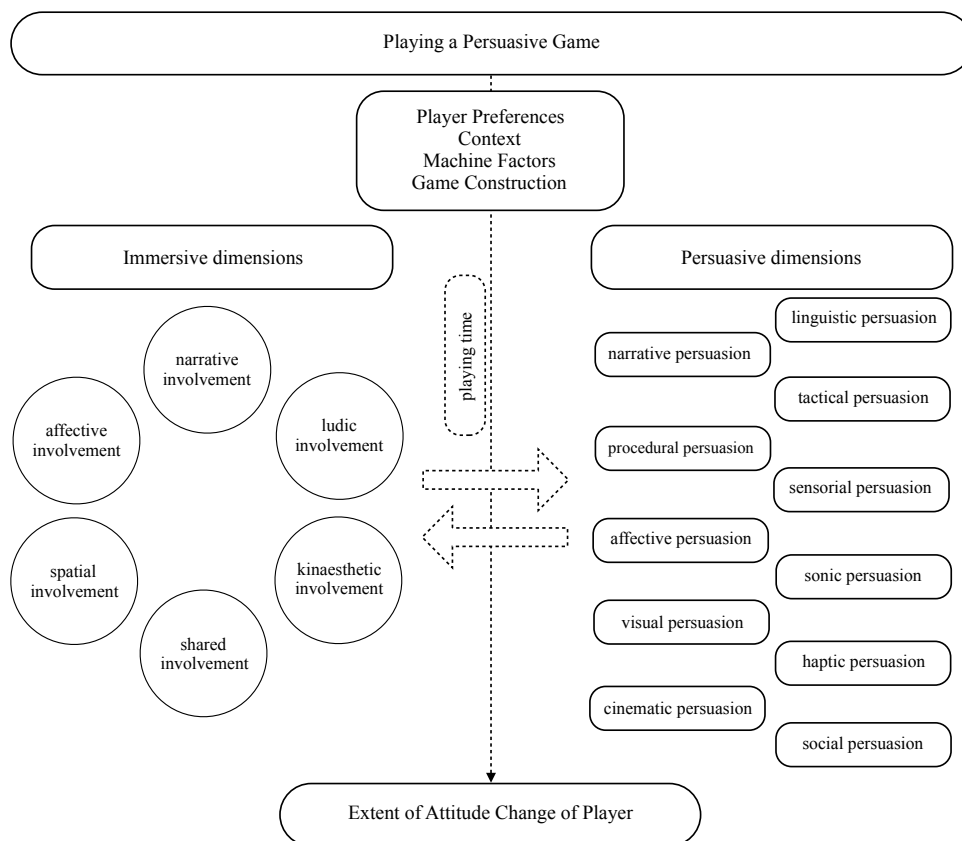 Playing a Persuasive Game
Player Preferences
Context
Machine Factors
Game Construction
Immersive dimensions
Persuasive dimensions
playing time
narrative
involvement
affective
involvement
ludic
involvement
spatial
involvement
kinaesthetic
involvement
shared
involvement
linguistic persuasion
narrative persuasion
tactical persuasion
procedural persuasion
sensorial persuasion
affective persuasion
sonic persuasion
visual persuasion
haptic persuasion
cinematic persuasion
social persuasion
Extent of Attitude Change of Player